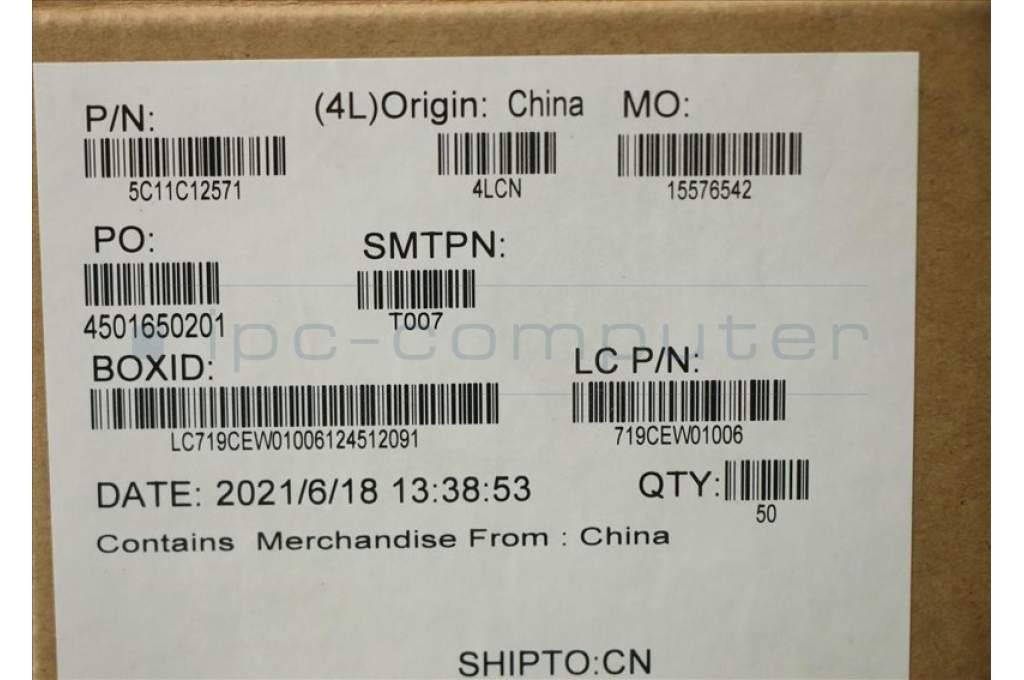 P/N:
(4L)Origin: China
MO:
5C11C12571
4LCN
15576542
PO:
SMTPN:
4501650201
T007
ipc-computer
BOXID:
LC P/N:
LC719CEW01006124512091
719CEW01006
DATE: 2021/6/18 13:38:53
QTY:
50
Contains Merchandise From : China
SHIPTO:CN